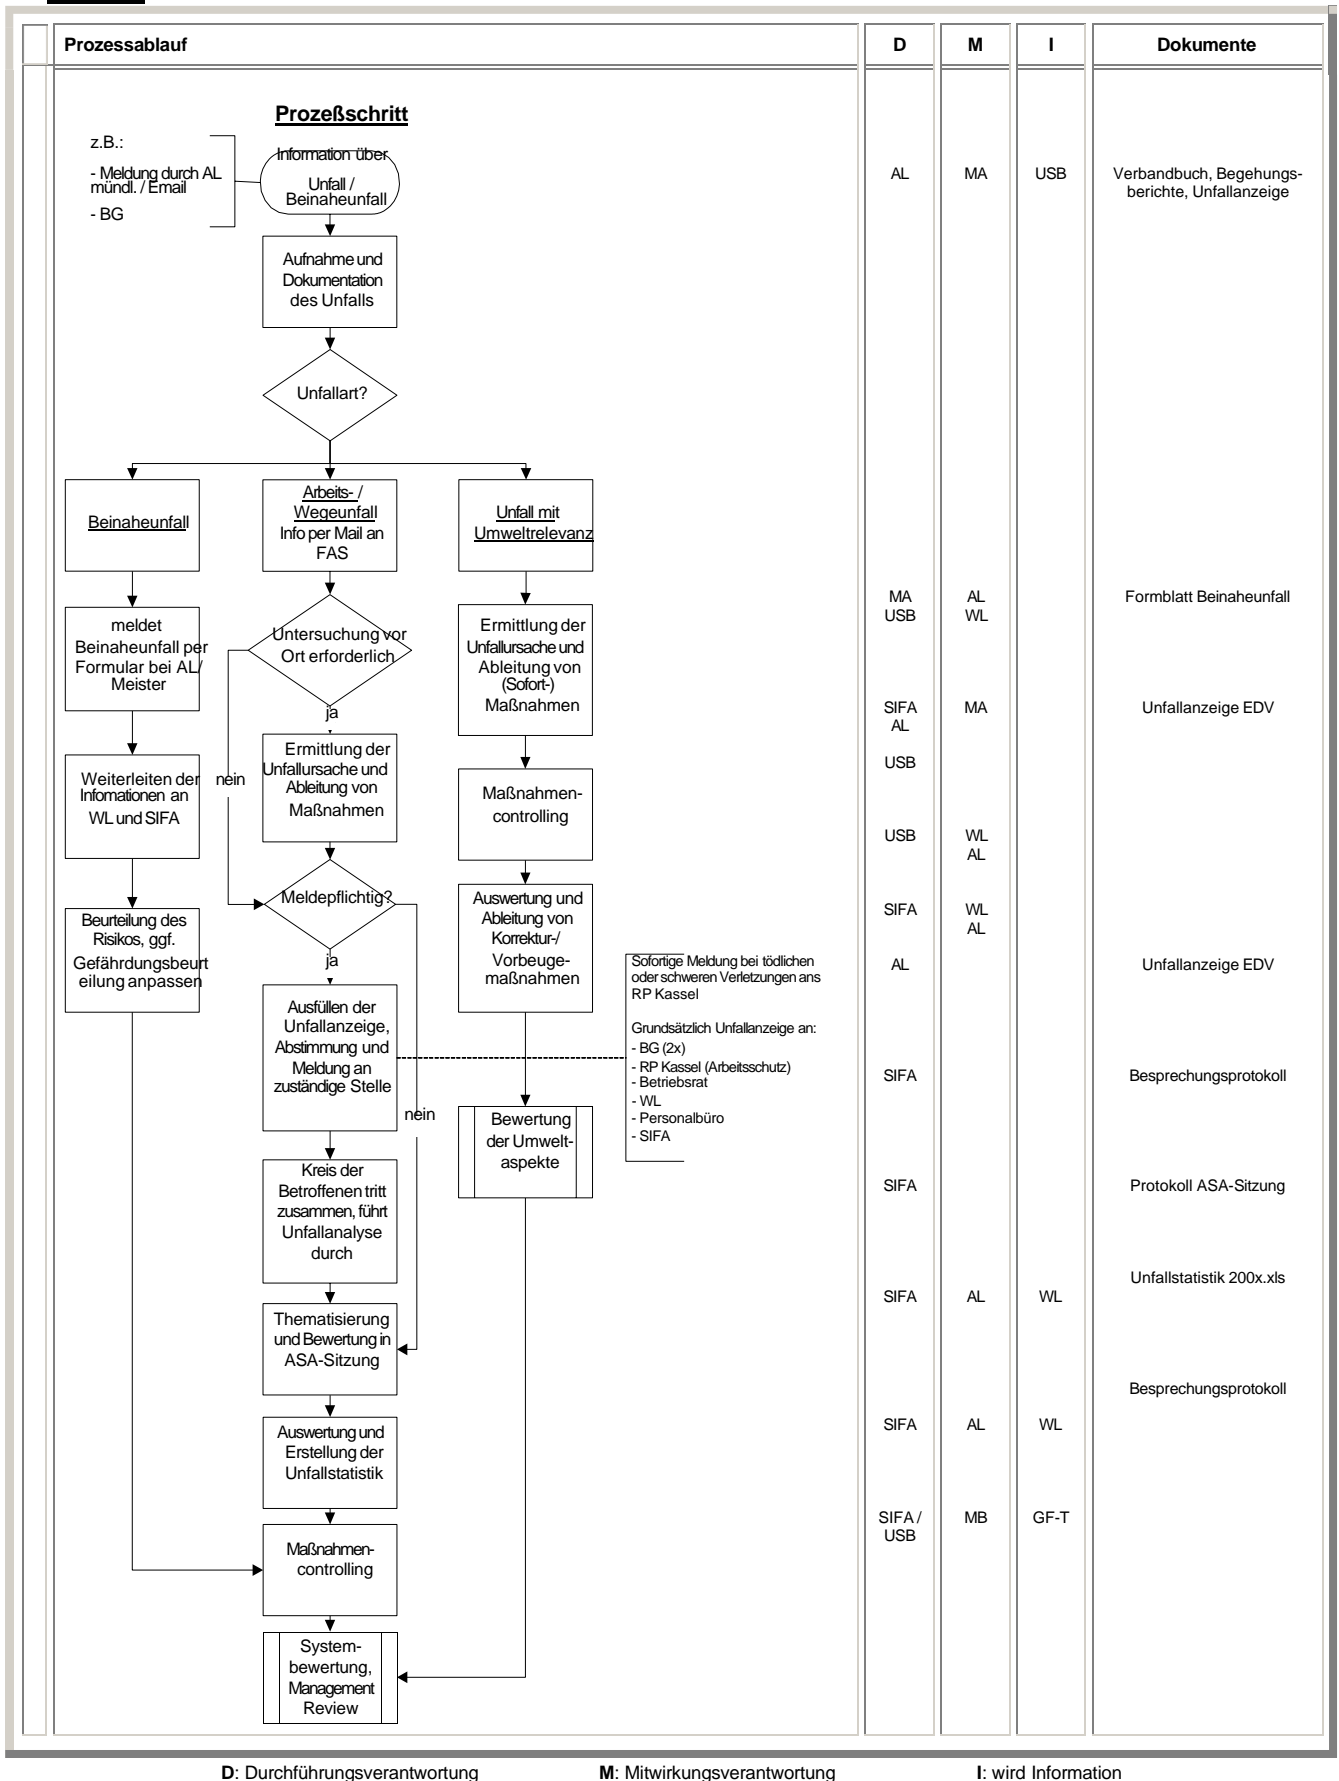 Prozessablauf
D
M
I
Dokumente
Prozeßschritt
z.B.:
- Meldung durch AL
mündl. / Email
- BG
Information über
Unfall /
Beinaheunfall
AL
MA
USB
Verbandbuch, Begehungs-
berichte, Unfallanzeige
Aufnahme und
Dokumentation
des Unfalls
Unfallart?
Beinaheunfall
Arbeits- /
Wegeunfall
Info per Mail an
FAS
Unfall mit
Umweltrelevanz
meldet
Beinaheunfall per
Formular bei AL/
Meister
Untersuchung vor
Ort erforderlich
ja
nein
Ermittlung der
Unfallursache und
Ableitung von
(Sofort-)
Maßnahmen
MA
USB
AL
WL
Formblatt Beinaheunfall
SIFA
AL
MA
Unfallanzeige EDV
Weiterleiten der
Infomationen an
WL und SIFA
Ermittlung der
Unfallursache und
Ableitung von
Maßnahmen
Maßnahmen-
controlling
USB
USB
WL
AL
Beurteilung des
Risikos, ggf.
Gefährdungsbeurt
eilung anpassen
Meldepflichtig?
ja
nein
Auswertung und
Ableitung von
Korrektur-/
Vorbeuge-
maßnahmen
SIFA
WL
AL
Ausfüllen der
Unfallanzeige,
Abstimmung und
Meldung an
zuständige Stelle
Sofortige Meldung bei tödlichen
oder schweren Verletzungen ans
RP Kassel
Grundsätzlich Unfallanzeige an:
- BG (2x)
- RP Kassel (Arbeitsschutz)
- Betriebsrat
- WL
- Personalbüro
- SIFA
AL
Unfallanzeige EDV
Bewertung
der Umwelt-
aspekte
SIFA
Besprechungsprotokoll
Kreis der
Betroffenen tritt
zusammen, führt
Unfallanalyse
durch
SIFA
Protokoll ASA-Sitzung
Thematisierung
und Bewertung in
ASA-Sitzung
Unfallstatistik 200x.xls
SIFA
AL
WL
Besprechungsprotokoll
Auswertung und
Erstellung der
Unfallstatistik
SIFA
AL
WL
Maßnahmen-
controlling
SIFA /
USB
MB
GF-T
System-
bewertung,
Management
Review
D: Durchführungsverantwortung
M: Mitwirkungsverantwortung
I: wird Information